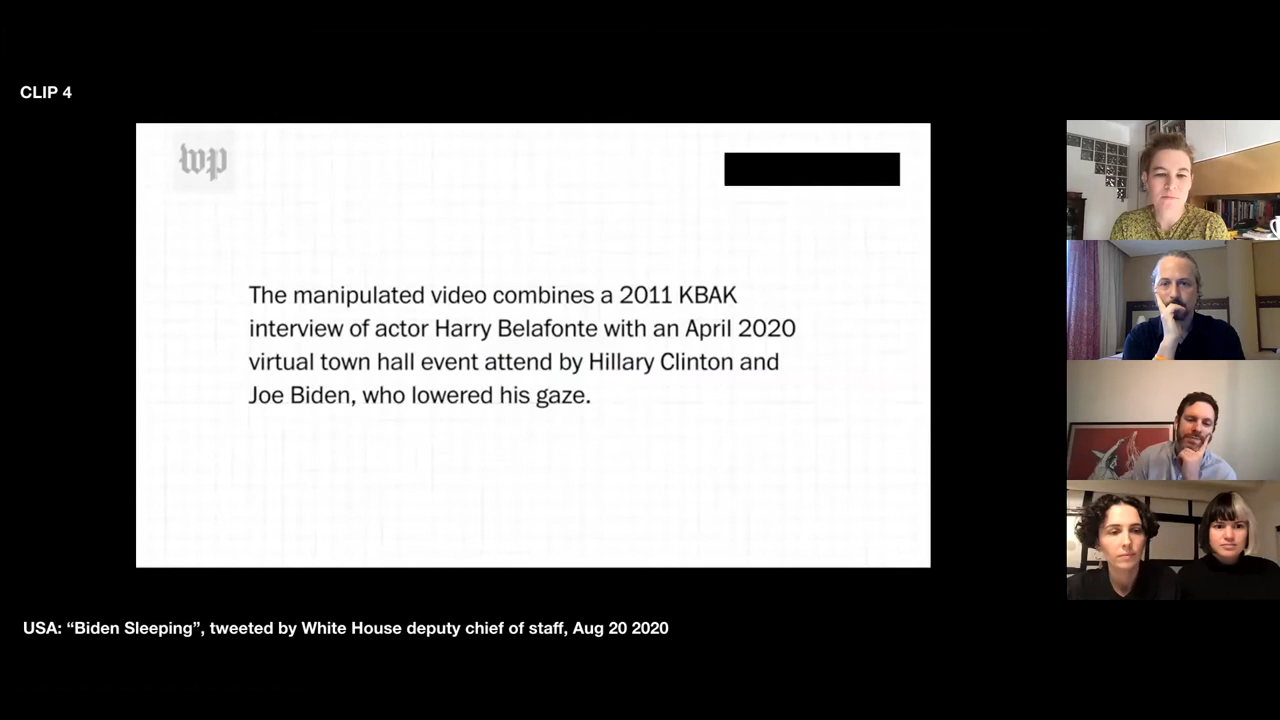 CLIP 4
wp
The manipulated video combines a 2011 KBAK
interview of actor Harry Belafonte with an April 2020
virtual town hall event attend by Hillary Clinton and
Joe Biden, who lowered his gaze.
USA: “Biden Sleeping”, tweeted by White House deputy chief of staff, Aug 20 2020